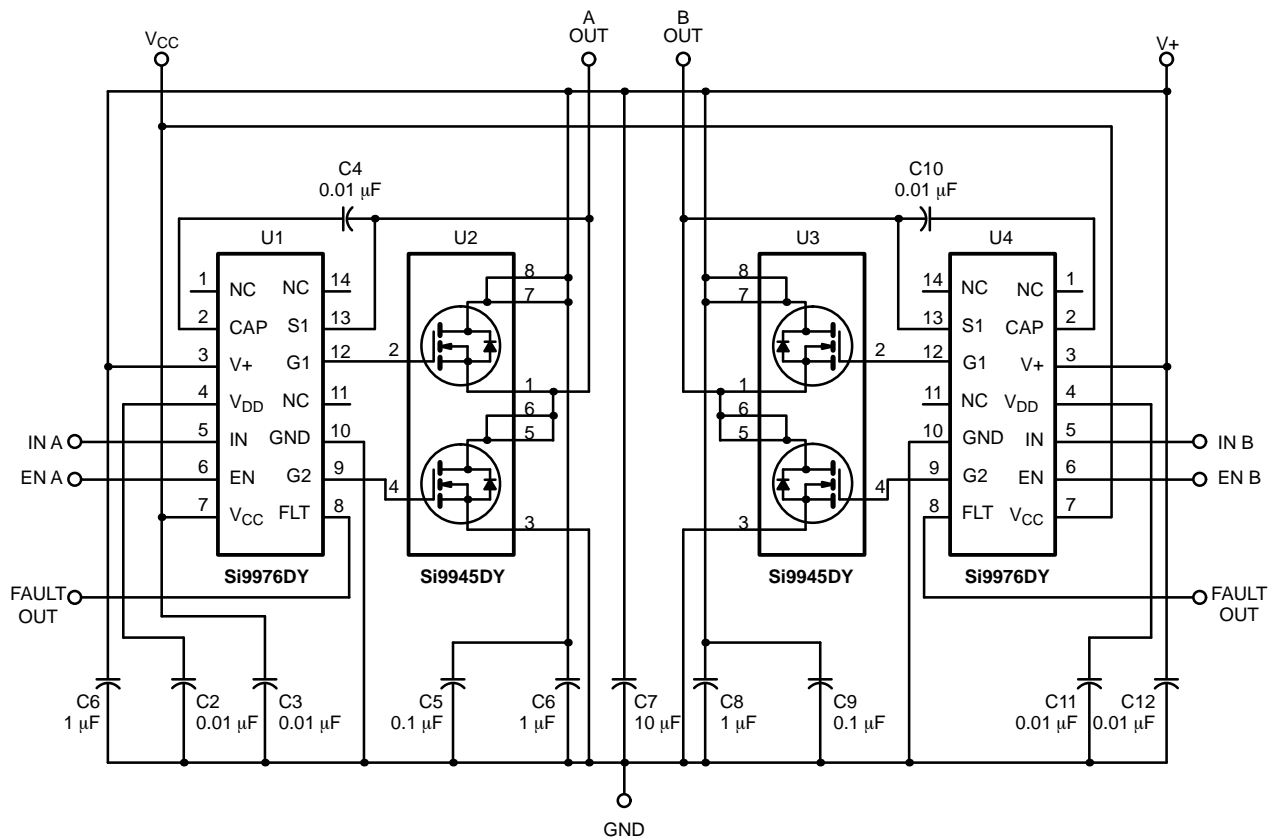 A
OUT
B
OUT
V+
VCC
C4
0.01 μF
C10
0.01 μF
U1
U2
U3
U4
1
NC
NC
14
2
CAP
S1
13
3
V+
G1
12
4
VDD
NC
11
5
IN
GND
10
6
EN
G2
9
7
VCC
FLT
8
IN A
EN A
8
7
2
1
6
5
4
3
8
7
2
1
6
5
4
3
14
NC
NC
1
13
S1
CAP
2
12
G1
V+
3
11
NC
VDD
4
10
GND
IN
5
9
G2
EN
6
8
FLT
VCC
7
IN B
EN B
Si9976DY
Si9945DY
Si9945DY
Si9976DY
FAULT
OUT
FAULT
OUT
C6
1 μF
C2
0.01 μF
C3
0.01 μF
C5
0.1 μF
C6
1 μF
C7
10 μF
C8
1 μF
C9
0.1 μF
C11
0.01 μF
C12
0.01 μF
GND